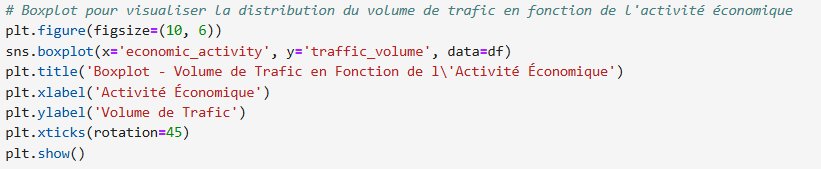 # Boxplot pour visualiser la distribution du volume de trafic en fonction de l'activité économique
plt.figure(figsize=(10, 6))
sns.boxplot(x='economic_activity', y='traffic_volume', data=df)
plt.title('Boxplot - Volume de Trafic en Fonction de l\'Activité Économique')
plt.xlabel('Activité Économique')
plt.ylabel('Volume de Trafic')
plt.xticks(rotation=45)
plt.show()